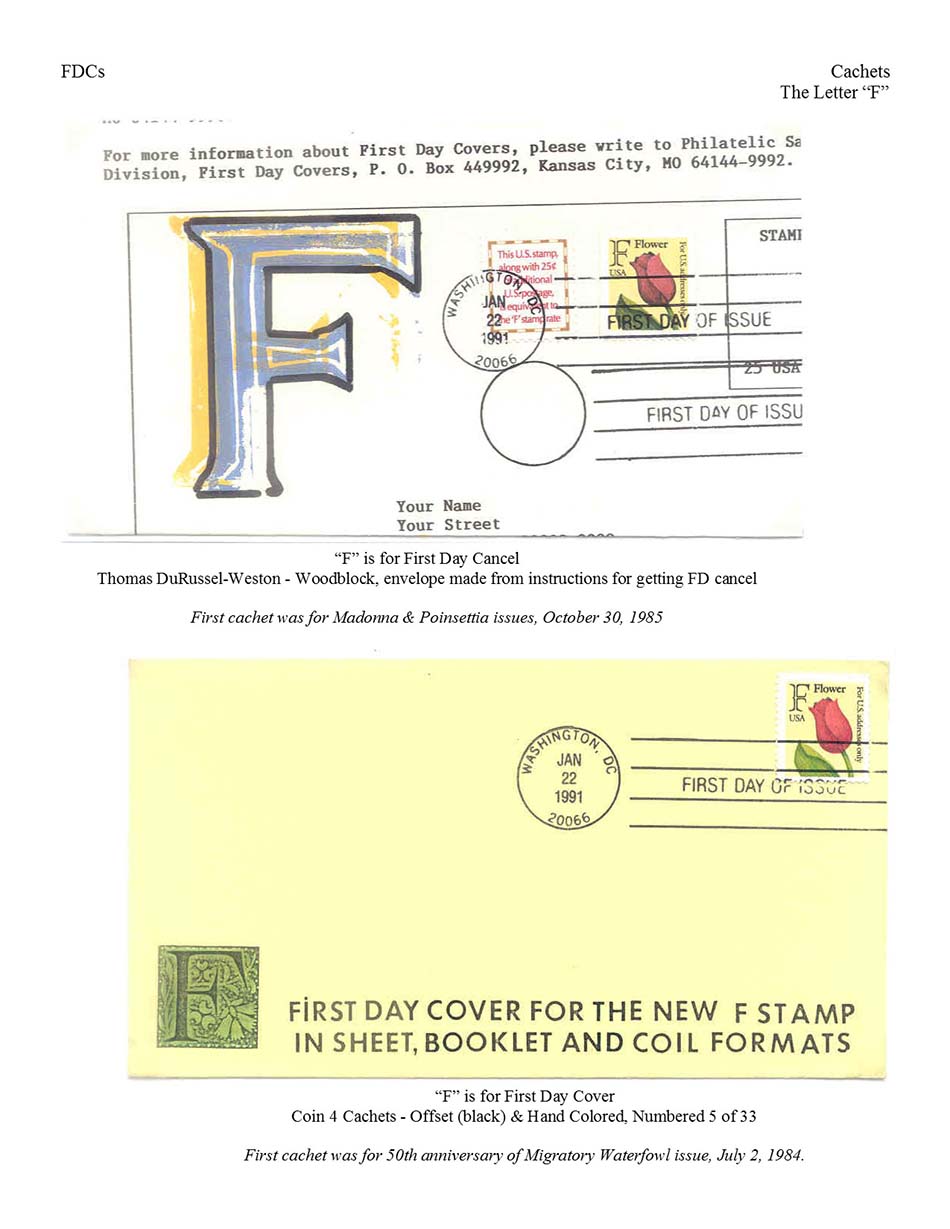 FDCs
Cachets
The Letter “F”
For more information about First Day Covers, please write to Philatelic Sa
Division, First Day Covers, P. O. Box 449992, Kansas City, MO 64144-9992.
F
This U.S. stamp,
along with 25¢
U.S. postage,
is equivalent to
the 'F' stamp rate
F Flower
USA
For U.S. addresses only
STAMI
WASHINGTON, DC
JAN
22
1991
20066
FIRST DAY OF ISSUE
25 USA
FIRST DAY OF ISSU
Your Name
Your Street
“F” is for First Day Cancel
Thomas DuRussel-Weston - Woodblock, envelope made from instructions for getting FD cancel
First cachet was for Madonna & Poinsettia issues, October 30, 1985
F Flower
USA
For U.S. addresses only
WASHINGTON, DC
JAN
22
1991
20066
FIRST DAY OF ISSUE
F
FIRST DAY COVER FOR THE NEW F STAMP
IN SHEET, BOOKLET AND COIL FORMATS
“F” is for First Day Cover
Coin 4 Cachets - Offset (black) & Hand Colored, Numbered 5 of 33
First cachet was for 50th anniversary of Migratory Waterfowl issue, July 2, 1984.